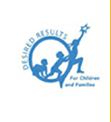 DESIRED RESULTS
For Children
and Families